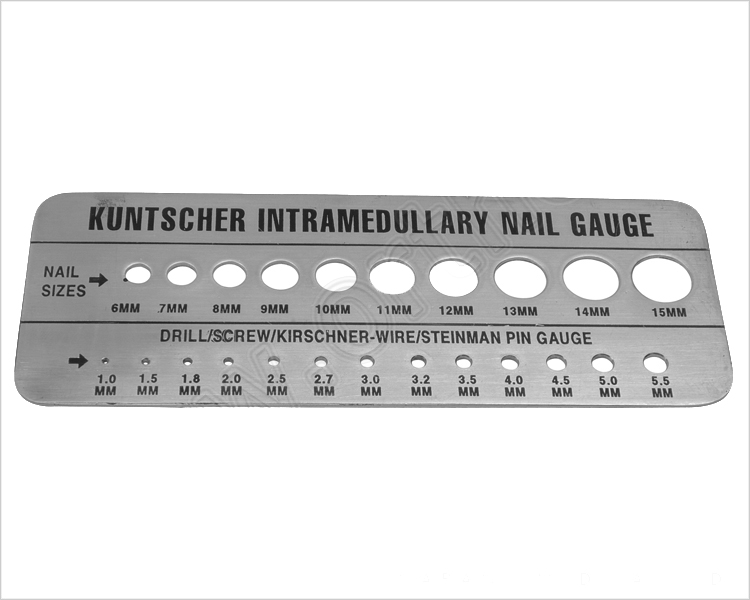 KUNTSCHER INTRAMEDULLARY NAIL GAUGE
NAIL
SIZES
6MM 7MM 8MM 9MM 10MM 11MM 12MM 13MM 14MM 15MM
DRILL/SCREW/KIRSCHNER-WIRE/STEINMAN PIN GAUGE
1.0 1.5 1.8 2.0 2.5 2.7 3.0 3.2 3.5 4.0 4.5 5.0 5.5
MM MM MM MM MM MM MM MM MM MM MM MM MM